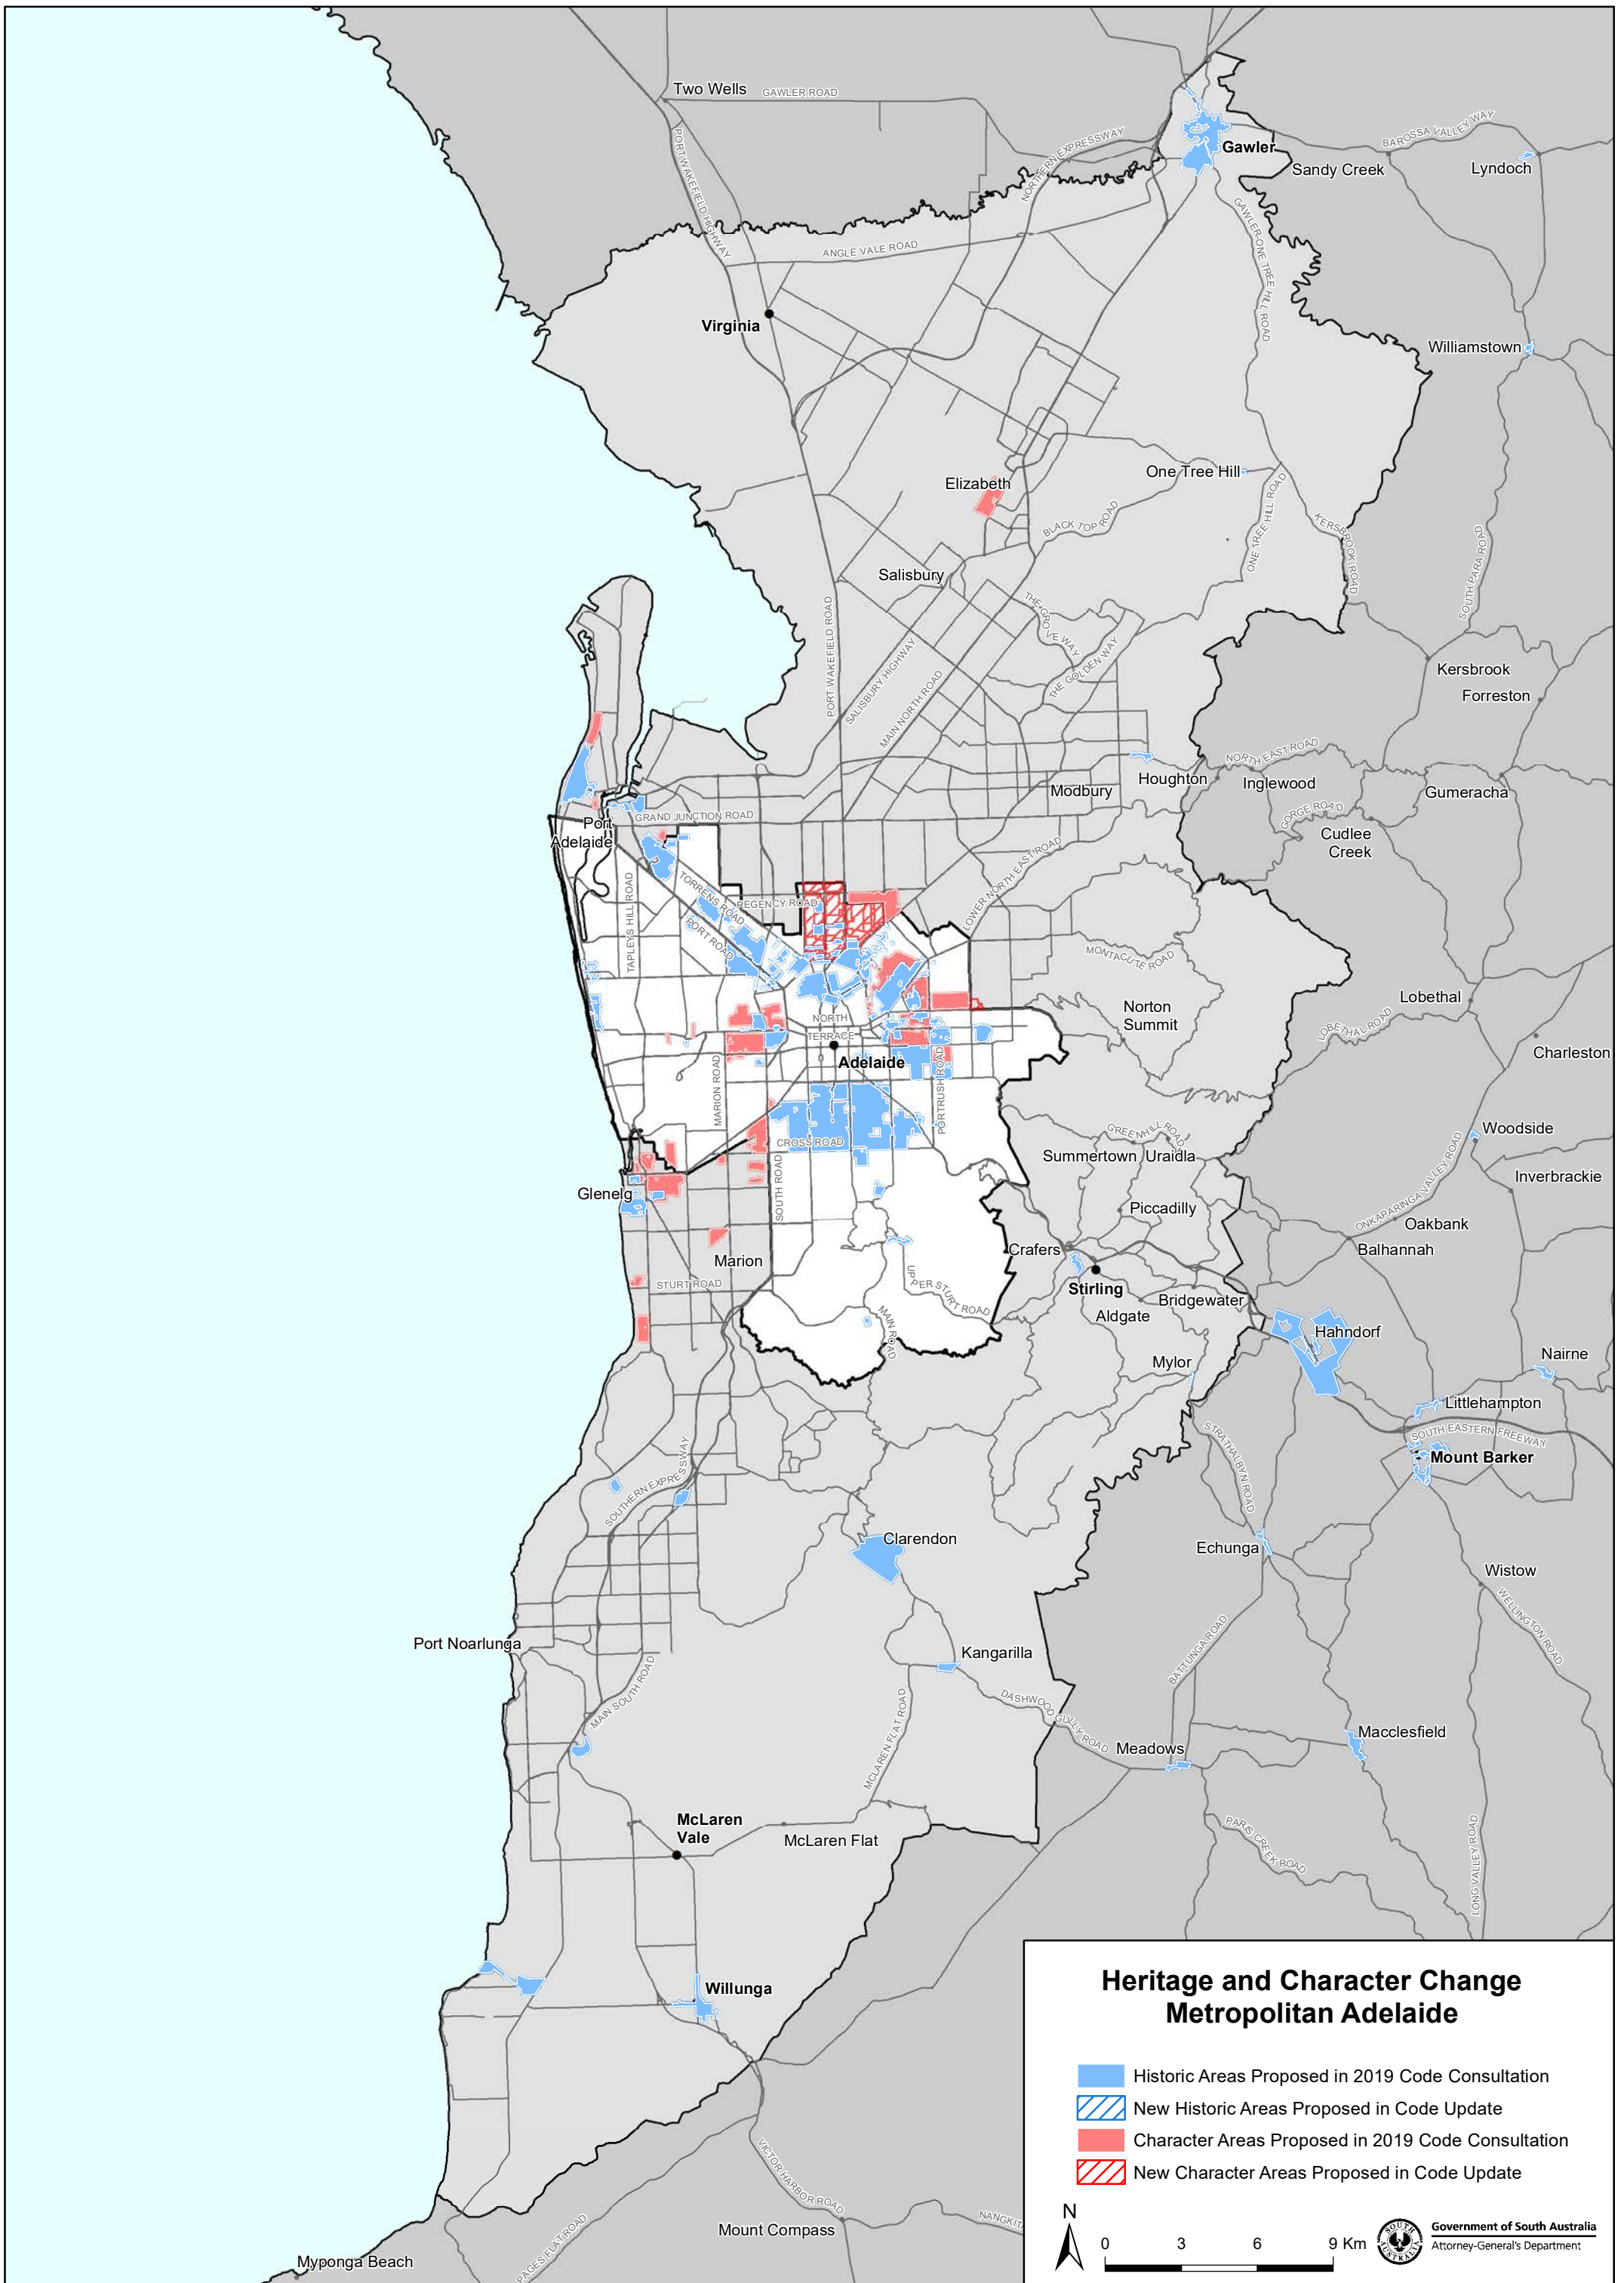 Two Wells
GAWLER ROAD
PORT WAKEFIELD HIGHWAY
NORTHERN EXPRESSWAY
Gawler
BAROSSA VALLEY WAY
Sandy Creek
Lyndoch
ANGLE VALE ROAD
GAWLER-ONE TREE HILL ROAD
Virginia
Williamstown
One Tree Hill
Elizabeth
BLACK TOP ROAD
ONE TREE HILL ROAD
KERSBROOK ROAD
SOUTH PARA ROAD
Salisbury
THE GROVE WAY
THE GOLDEN WAY
PORT WAKEFIELD ROAD
SALISBURY HIGHWAY
MAIN NORTH ROAD
Kersbrook
Forreston
NORTH EAST ROAD
Houghton
Inglewood
Modbury
Gumeracha
GORGE ROAD
Cudlee
Creek
GRAND JUNCTION ROAD
Port
Adelaide
LOWER NORTH EAST ROAD
TAPLEYS HILL ROAD
TORRENS ROAD
REGENCY ROAD
PORT ROAD
MONTACUTE ROAD
Norton
Summit
Lobethal
LOBETHAL ROAD
Charleston
NORTH
TERRACE
Adelaide
MARION ROAD
PORTRUSH ROAD
CROSS ROAD
GREENHILL ROAD
Woodside
Summertown
Uraidla
Inverbrackie
ONKAPARINGA VALLEY ROAD
Glenelg
SOUTH ROAD
Piccadilly
Oakbank
Balhannah
Crafers
Marion
STURT ROAD
UPPER STURT ROAD
Stirling
Bridgewater
Aldgate
MAIN ROAD
Hahndorf
Mylor
Nairne
Littlehampton
SOUTH EASTERN FREEWAY
Mount Barker
STRATHALBYN ROAD
SOUTHERN EXPRESSWAY
Clarendon
Echunga
Wistow
WELLINGTON ROAD
Port Noarlunga
Kangarilla
BATTUNGA ROAD
MAIN SOUTH ROAD
DASHWOOD GULLY ROAD
MCLAREN FLAT ROAD
Meadows
Macclesfield
McLaren
Vale
McLaren Flat
PARIS CREEK ROAD
LONG VALLEY ROAD
Willunga
VICTOR HARBOR ROAD
Mount Compass
PAGES FLAT ROAD
Myponga Beach
Heritage and Character Change
Metropolitan Adelaide
Historic Areas Proposed in 2019 Code Consultation
New Historic Areas Proposed in Code Update
Character Areas Proposed in 2019 Code Consultation
New Character Areas Proposed in Code Update
N
0 3 6 9 Km
SOUTH AUSTRALIA
Government of South Australia
Attorney-General's Department